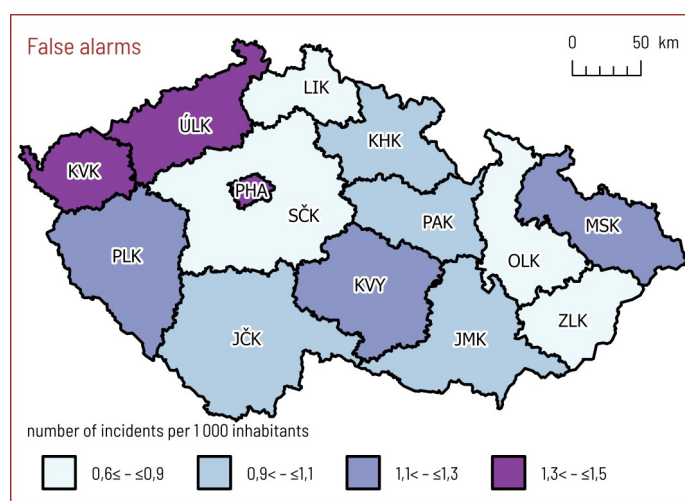 False alarms
0 50 km
LIK
ÚLK
KHK
KVK
PHA
SČK
PAK
MSK
PLK
OLK
KVY
ZLK
JČK
JMK
number of incidents per 1 000 inhabitants
0,6≤ – ≤0,9 0,9< – ≤1,1 1,1< – ≤1,3 1,3< – ≤1,5